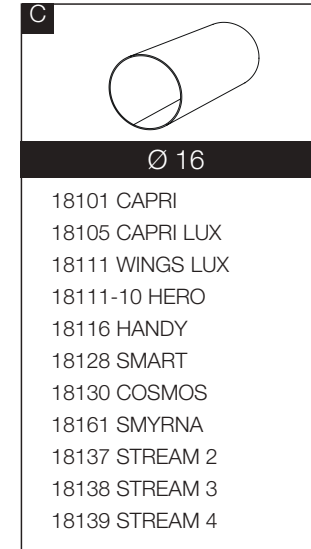 C
Ø 16
18101 CAPRI
18105 CAPRI LUX
18111 WINGS LUX
18111-10 HERO
18116 HANDY
18128 SMART
18130 COSMOS
18161 SMYRNA
18137 STREAM 2
18138 STREAM 3
18139 STREAM 4